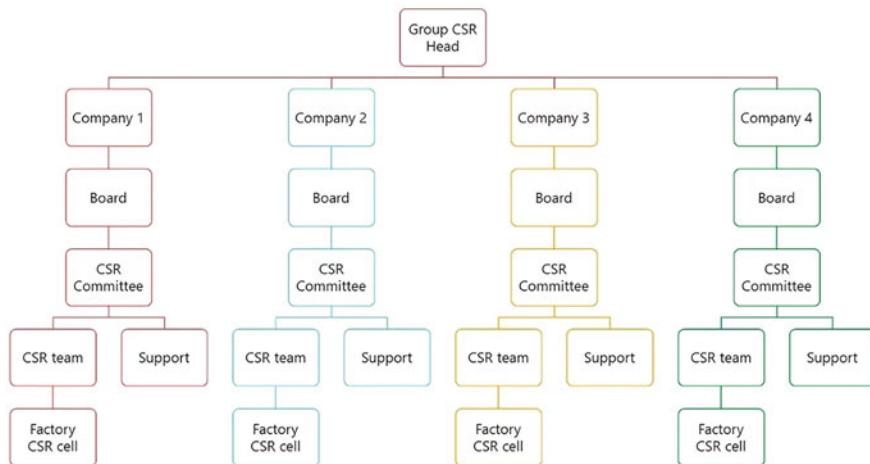 Group CSR
Head
Company 1
Company 2
Company 3
Company 4
Board
Board
Board
Board
CSR
Committee
CSR
Committee
CSR
Committee
CSR
Committee
CSR team
Support
CSR team
Support
CSR team
Support
CSR team
Support
Factory
CSR cell
Factory
CSR cell
Factory
CSR cell
Factory
CSR cell